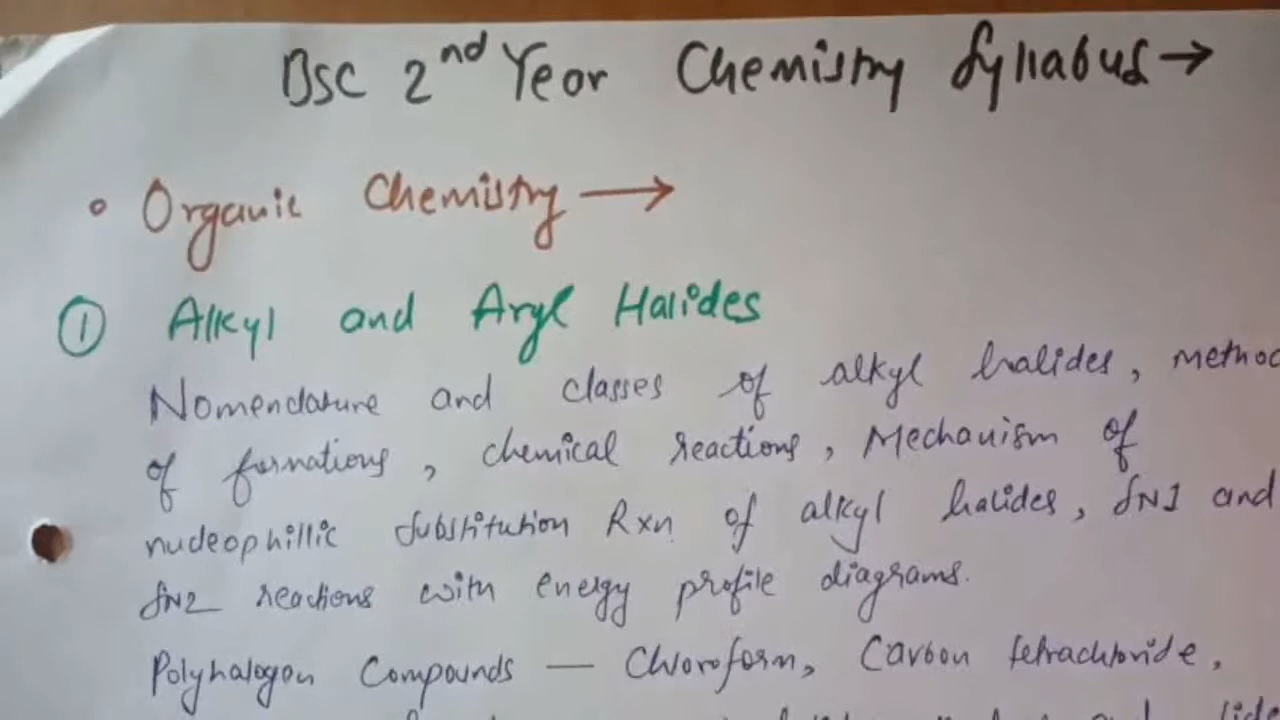 BSC 2nd Year Chemistry Syllabus →
• Organic Chemistry →
① Alkyl and Aryl Halides
Nomenclature and classes of alkyl halides, method
of formations, chemical reactions, Mechanism of
nucleophillic substitution Rxn of alkyl halides, SN1 and
SN2 reactions with energy profile diagrams.
Polyhalogen Compounds — Chloroform, Carbon tetrachloride,